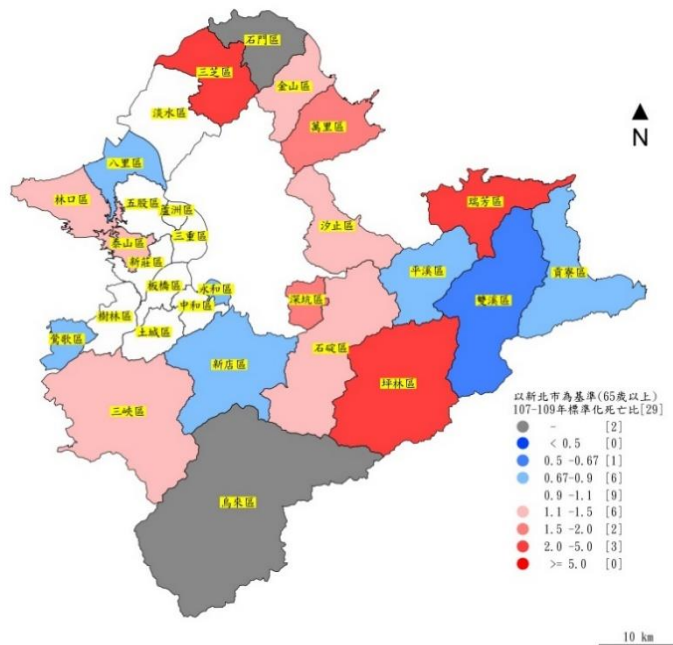 石門區
三芝區
金山區
淡水區
萬里區
N
八里區
林口區
五股區
蘆洲區
瑞芳區
汐止區
泰山區
三重區
新莊區
平溪區
貢寮區
板橋區
永和區
深坑區
雙溪區
中和區
樹林區
土城區
鶯歌區
石碇區
新店區
坪林區
三峽區
烏來區
以新北市為基準(65歲以上)
107-109年標準化死亡比[29]
- [2]
< 0.5 [0]
0.5 -0.67 [1]
0.67-0.9 [6]
0.9 -1.1 [9]
1.1 -1.5 [6]
1.5 -2.0 [2]
2.0 -5.0 [3]
>= 5.0 [0]
10 km